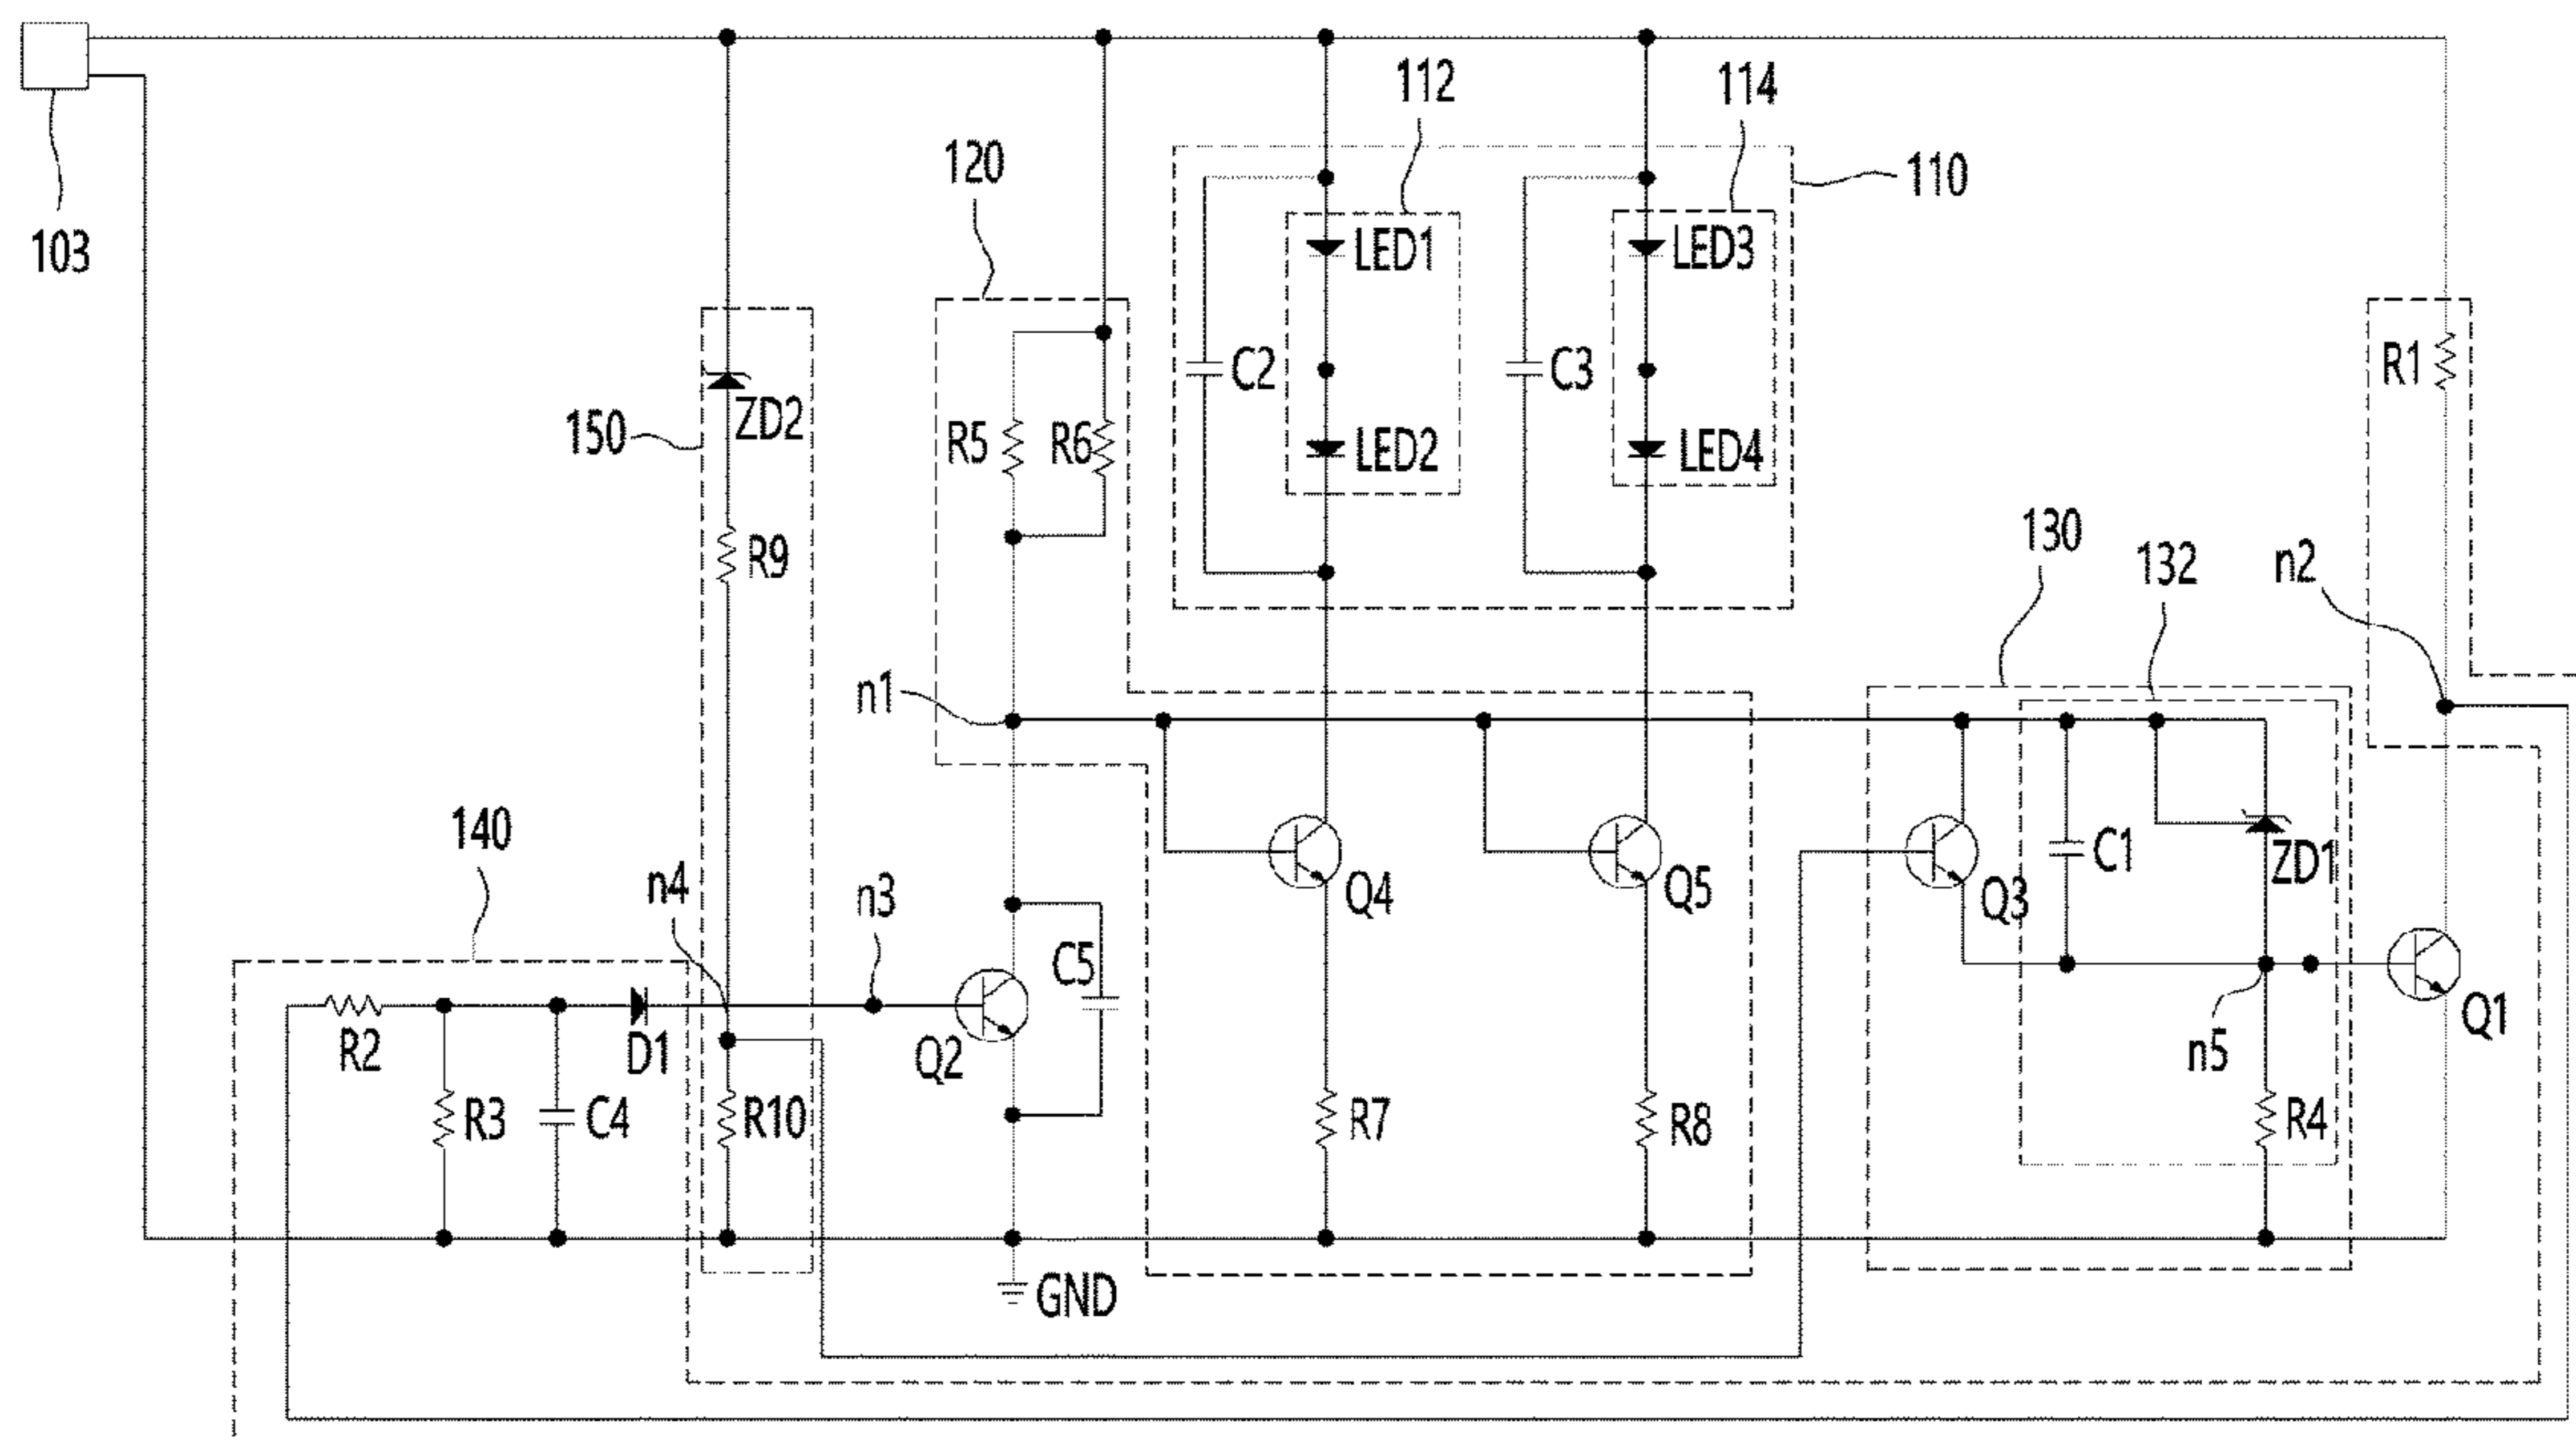 112
114
120
110
103
LED1
LED3
R1
C2
C3
150
ZD2
R5
R6
LED2
LED4
R9
130
132
n2
n1
140
n4
n3
Q4
Q5
Q3
C1
ZD1
C5
R2
D1
Q2
n5
Q1
R3
C4
R10
R7
R8
R4
GND